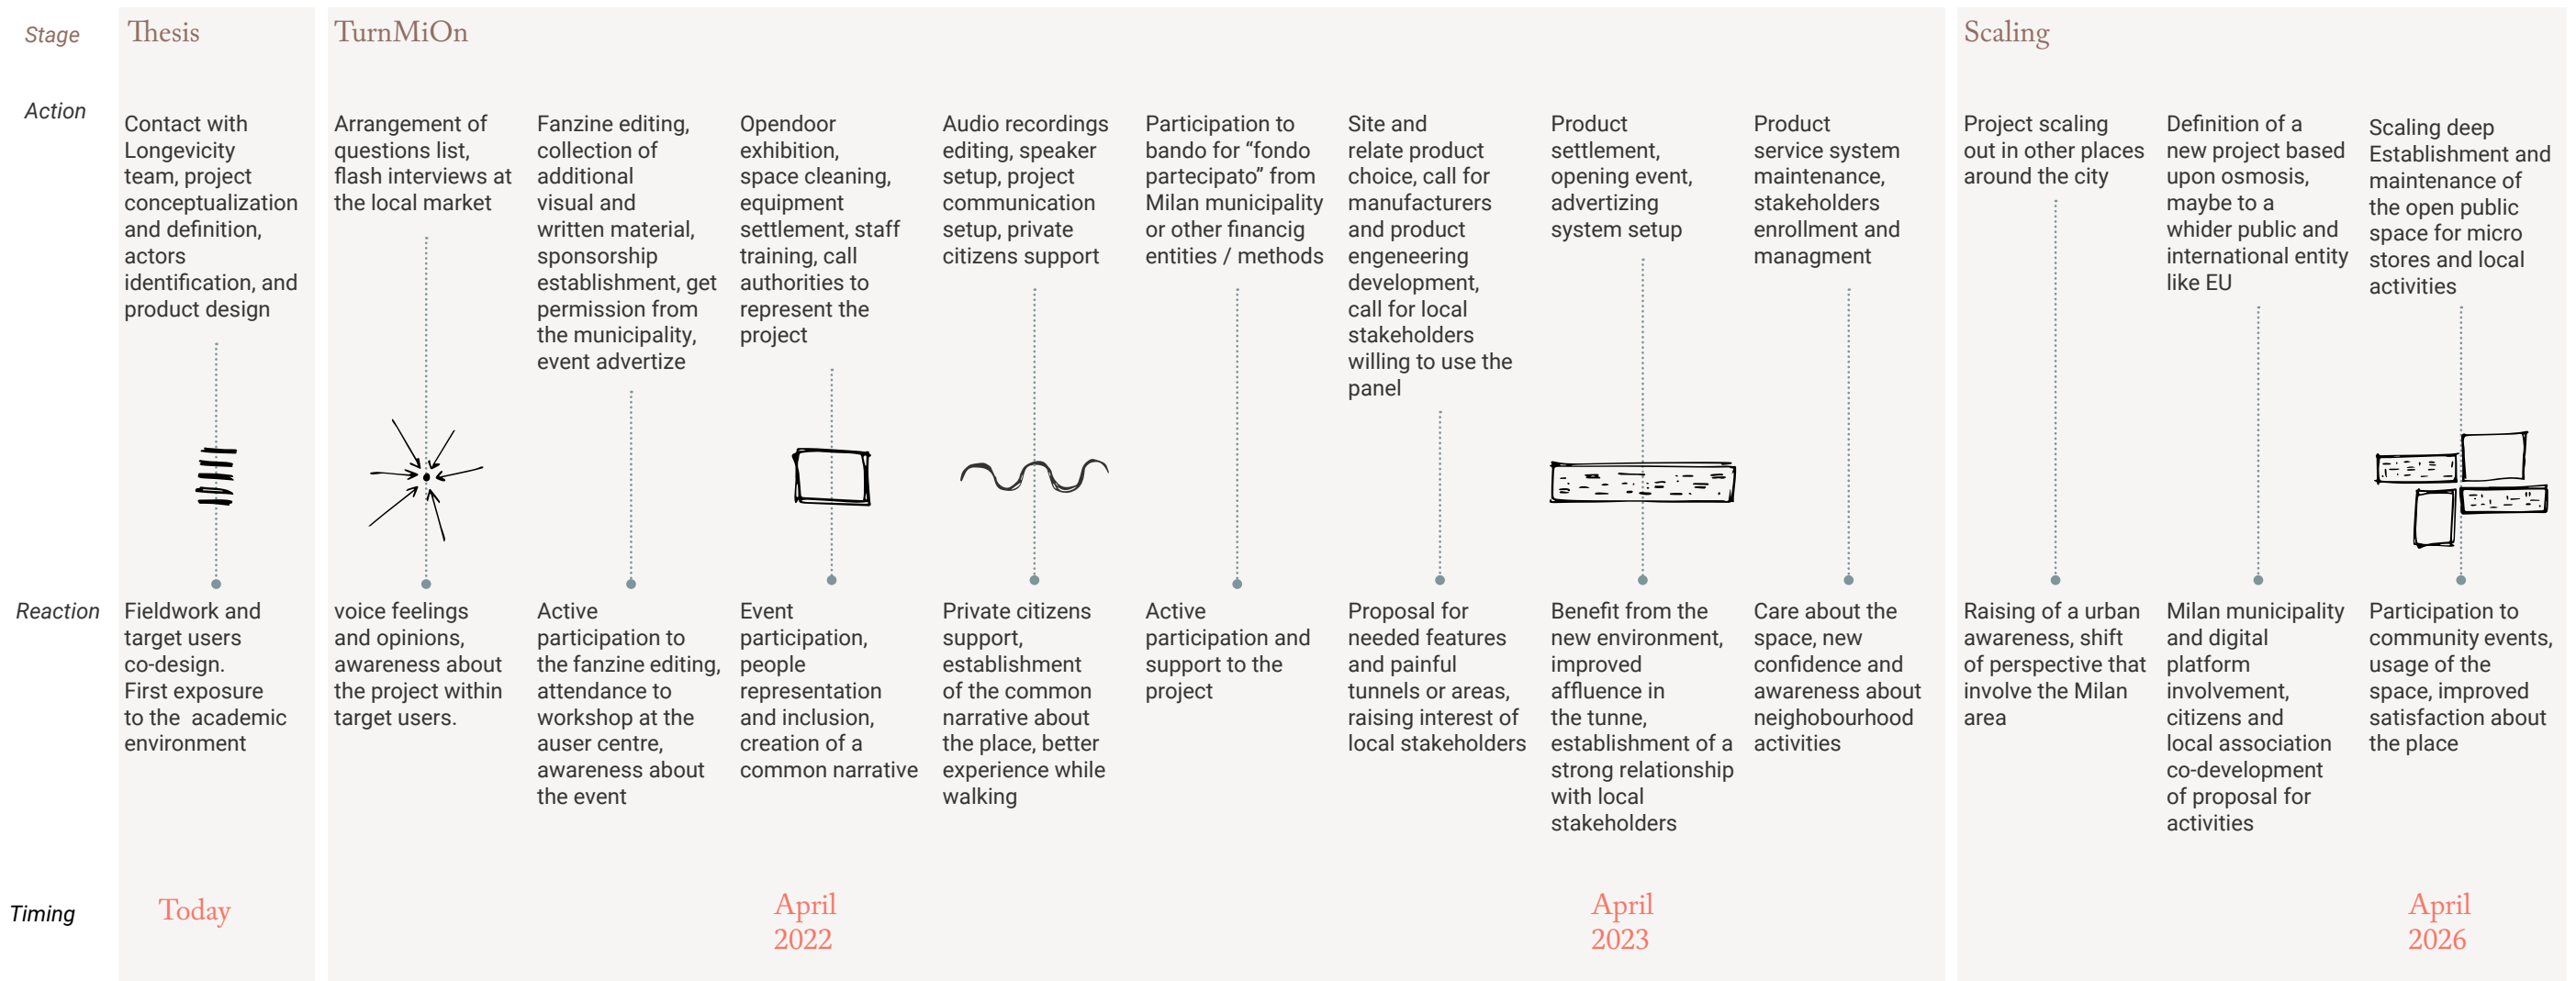 Stage
Thesis
TurnMiOn
Scaling
Action
Contact with
Longevicity
team, project
conceptualization
and definition,
actors
identification, and
product design
Arrangement of
questions list,
flash interviews at
the local market
Fanzine editing,
collection of
additional
visual and
written material,
sponsorship
establishment, get
permission from
the municipality,
event advertize
Opendoor
exhibition,
space cleaning,
equipment
settlement, staff
training, call
authorities to
represent the
project
Audio recordings
editing, speaker
setup, project
communication
setup, private
citizens support
Participation to
bando for “fondo
partecipato” from
Milan municipality
or other financig
entities / methods
Site and
relate product
choice, call for
manufacturers
and product
engeneering
development,
call for local
stakeholders
willing to use the
panel
Product
settlement,
opening event,
advertizing
system setup
Product
service system
maintenance,
stakeholders
enrollment and
managment
Project scaling
out in other places
around the city
Definition of a
new project based
upon osmosis,
maybe to a
whider public and
international entity
like EU
Scaling deep
Establishment and
maintenance of
the open public
space for micro
stores and local
activities
Reaction
Fieldwork and
target users
co-design.
First exposure
to the academic
environment
voice feelings
and opinions,
awareness about
the project within
target users.
Active
participation to
the fanzine editing,
attendance to
workshop at the
auser centre,
awareness about
the event
Event
participation,
people
representation
and inclusion,
creation of a
common narrative
Private citizens
support,
establishment
of the common
narrative about
the place, better
experience while
walking
Active
participation and
support to the
project
Proposal for
needed features
and painful
tunnels or areas,
raising interest of
local stakeholders
Benefit from the
new environment,
improved
affluence in
the tunne,
establishment of a
strong relationship
with local
stakeholders
Care about the
space, new
confidence and
awareness about
neighobourhood
activities
Raising of a urban
awareness, shift
of perspective that
involve the Milan
area
Milan municipality
and digital
platform
involvement,
citizens and
local association
co-development
of proposal for
activities
Participation to
community events,
usage of the
space, improved
satisfaction about
the place
Timing
Today
April
2022
April
2023
April
2026